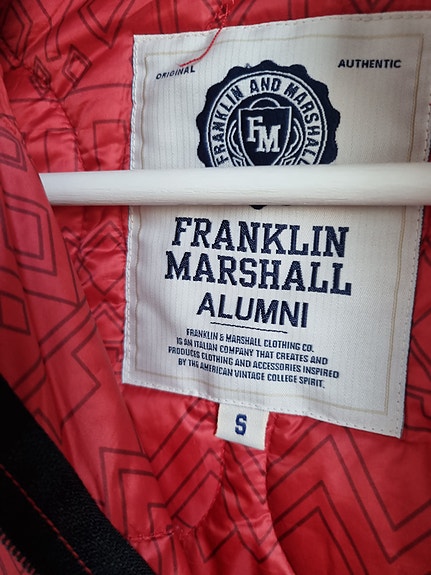 ORIGINAL
AUTHENTIC
FRANKLIN AND MARSHALL
FM
FRANKLIN
MARSHALL
ALUMNI
FRANKLIN & MARSHALL CLOTHING CO.
IS AN ITALIAN COMPANY THAT CREATES AND
PRODUCES CLOTHING AND ACCESSORIES INSPIRED
BY THE AMERICAN VINTAGE COLLEGE SPIRIT.
S